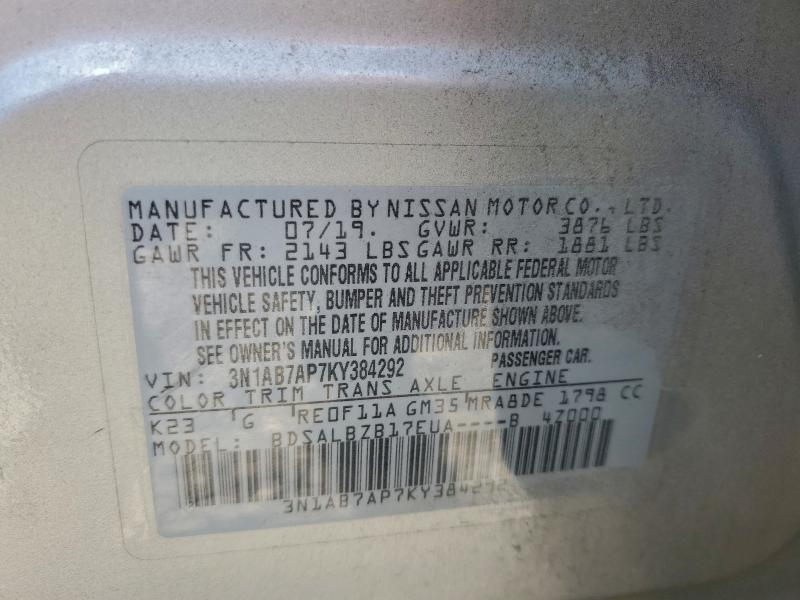 MANUFACTURED BY NISSAN MOTOR CO., LTD.
DATE: 07/19. GVWR: 3876 LBS
GAWR FR: 2143 LBS GAWR RR: 1881 LBS
THIS VEHICLE CONFORMS TO ALL APPLICABLE FEDERAL MOTOR
VEHICLE SAFETY, BUMPER AND THEFT PREVENTION STANDARDS
IN EFFECT ON THE DATE OF MANUFACTURE SHOWN ABOVE.
SEE OWNER'S MANUAL FOR ADDITIONAL INFORMATION.
VIN: 3N1AB7AP7KY384292 PASSENGER CAR.
COLOR TRIM TRANS AXLE ENGINE
K23 G RE0F11A GM35 MRA8DE 1798 CC
MODEL: BDSALBZB17EUA----B 4Z000
3N1AB7AP7KY384292